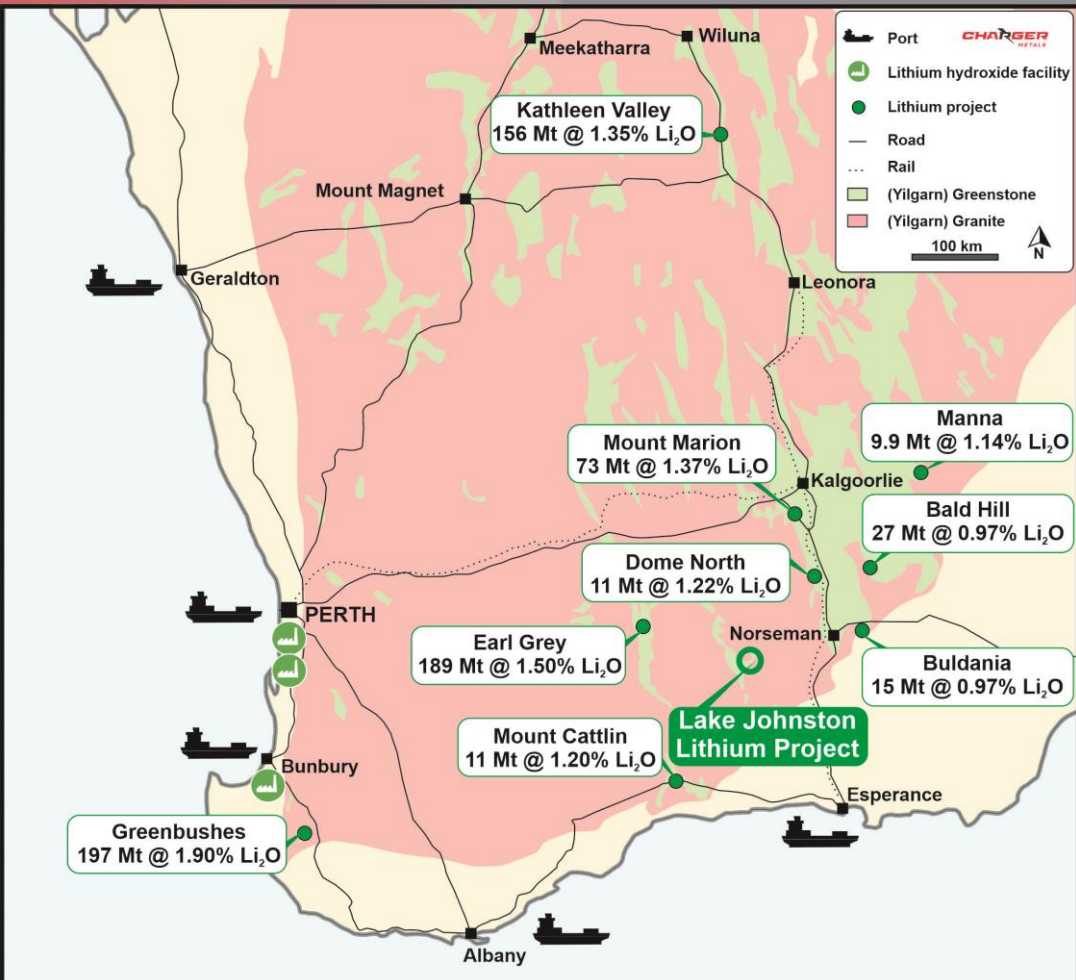 Meekatharra
Wiluna
Port
CHARGER
METALS
Lithium hydroxide facility
Lithium project
Road
Rail
(Yilgarn) Greenstone
(Yilgarn) Granite
100 km
N
Kathleen Valley
156 Mt @ 1.35% Li₂O
Mount Magnet
Geraldton
Leonora
Manna
9.9 Mt @ 1.14% Li₂O
Mount Marion
73 Mt @ 1.37% Li₂O
Kalgoorlie
Bald Hill
27 Mt @ 0.97% Li₂O
Dome North
11 Mt @ 1.22% Li₂O
PERTH
Earl Grey
189 Mt @ 1.50% Li₂O
Norseman
Buldania
15 Mt @ 0.97% Li₂O
Lake Johnston
Lithium Project
Mount Cattlin
11 Mt @ 1.20% Li₂O
Bunbury
Esperance
Greenbushes
197 Mt @ 1.90% Li₂O
Albany